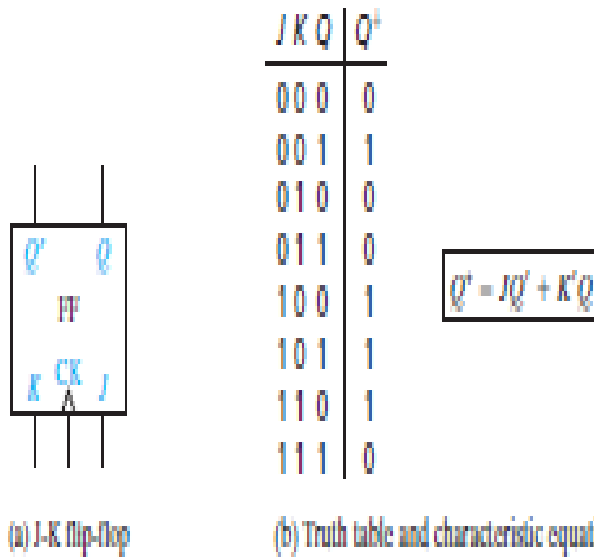 Q' Q
FF
K CK J
(a) J-K flip-flop
J K Q Q+
0 0 0 0
0 0 1 1
0 1 0 0
0 1 1 0
1 0 0 1
1 0 1 1
1 1 0 1
1 1 1 0
Q+ = JQ' + K'Q
(b) Truth table and characteristic equat